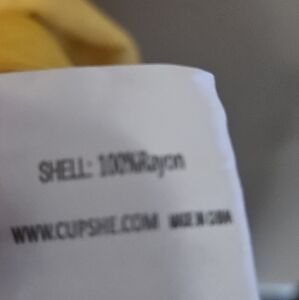 SHELL: 100%Rayon
WWW.CUPSHE.COM MADE IN CHINA